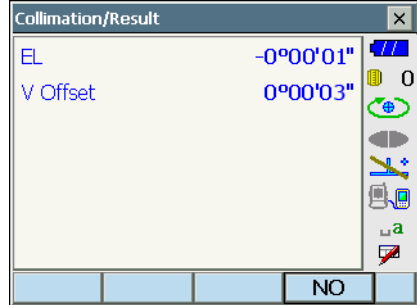 Collimation/Result
EL -0°00'01"
V Offset 0°00'03"
0
a
NO